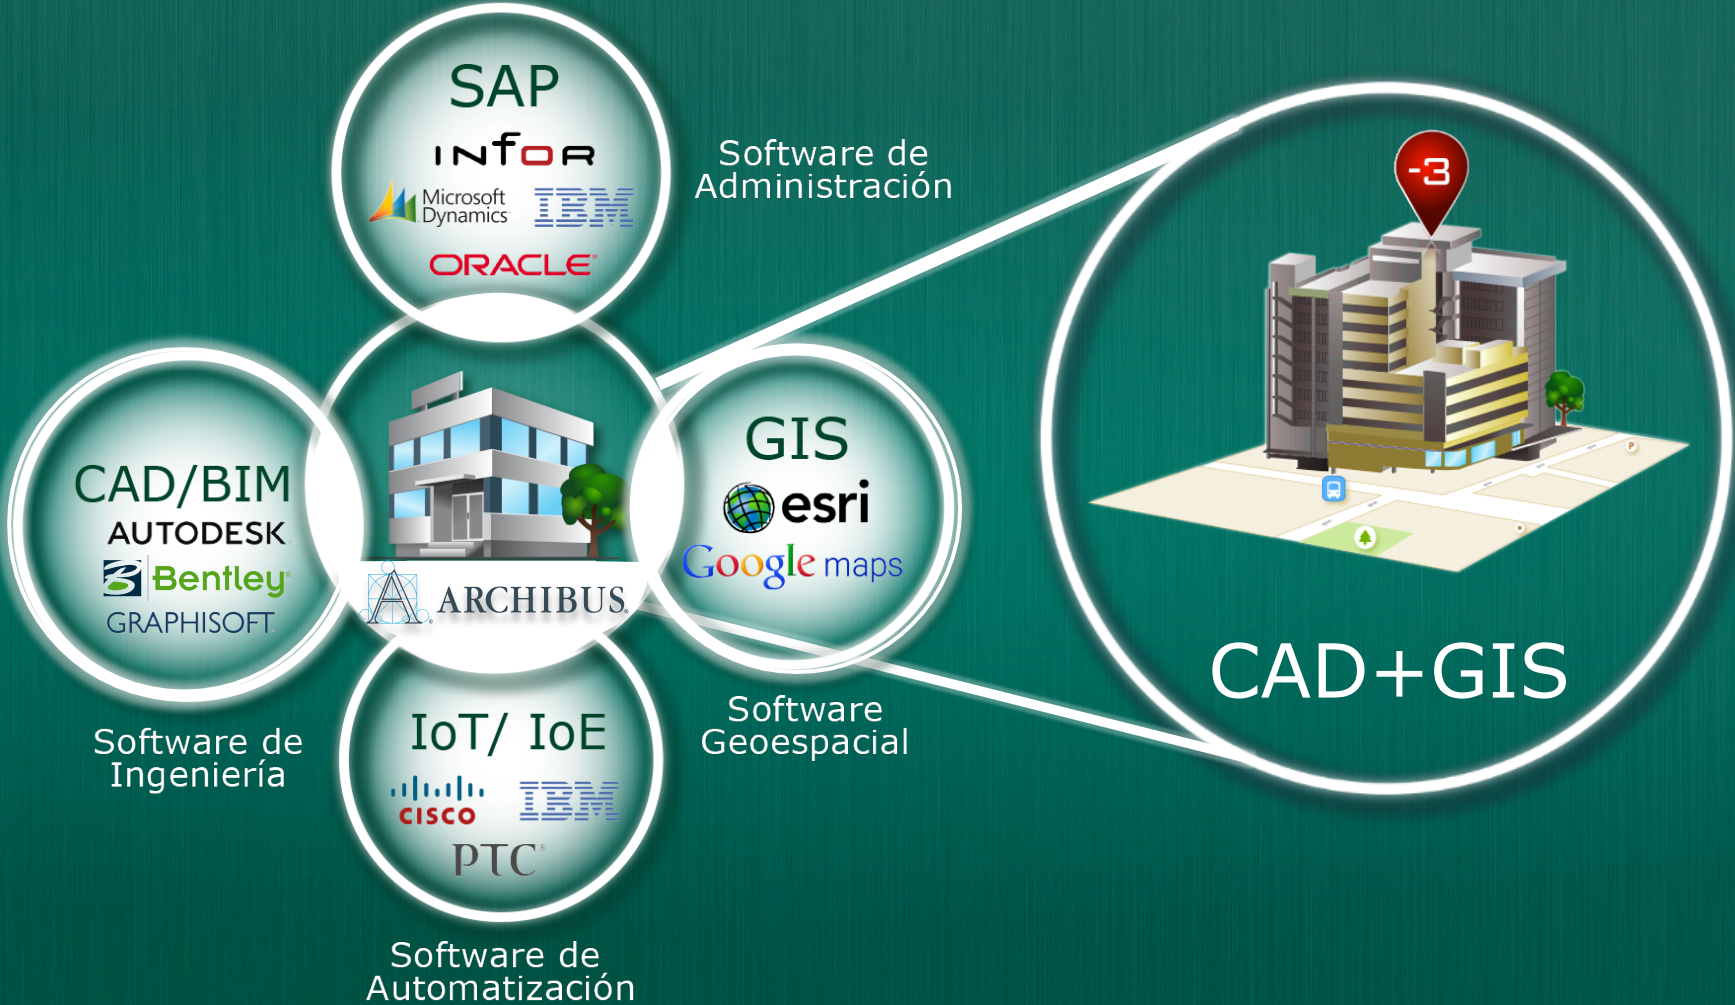 SAP
infor
Microsoft
Dynamics
IBM
ORACLE®
Software de
Administración
CAD/BIM
AUTODESK
Bentley®
GRAPHISOFT
Software de
Ingeniería
ARCHIBUS®
GIS
esri
Google maps
Software
Geoespacial
IoT/ IoE
CISCO
IBM
PTC®
Software de
Automatización
-3
P
CAD+GIS